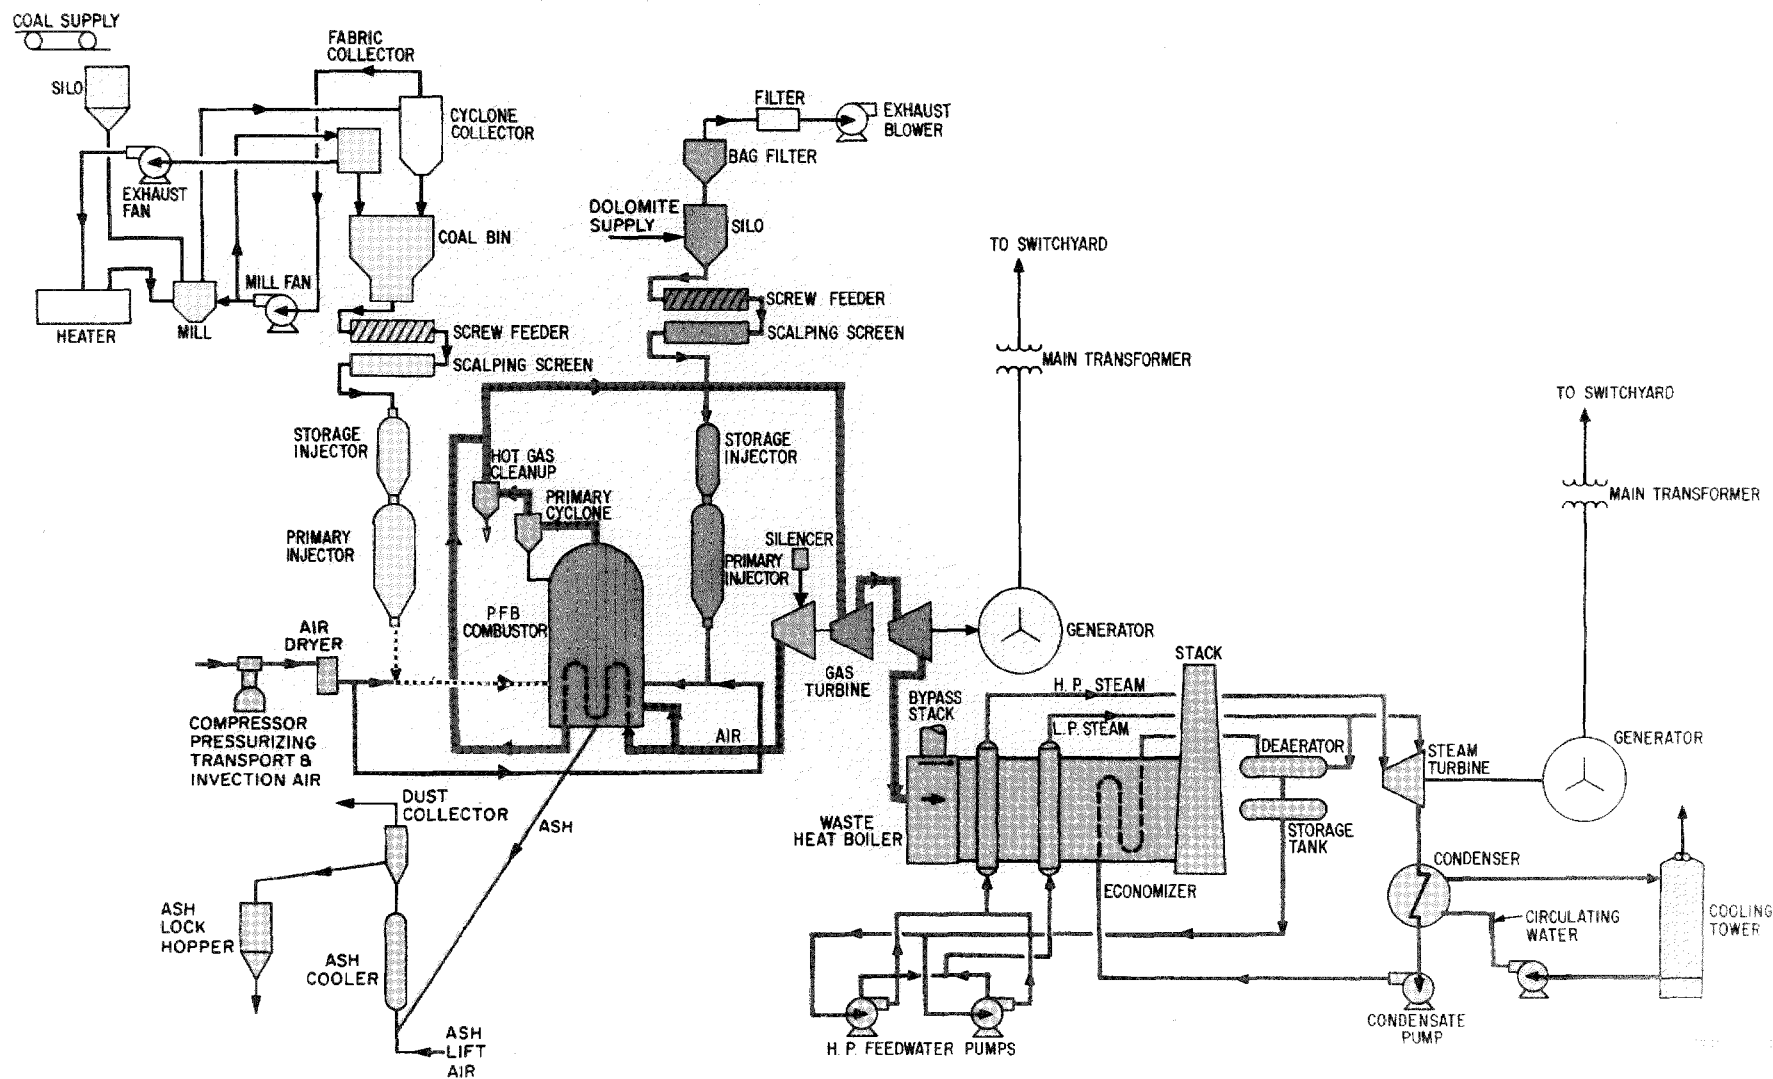 COAL SUPPLY
SILO
FABRIC
COLLECTOR
CYCLONE
COLLECTOR
EXHAUST
FAN
COAL BIN
MILL FAN
HEATER
MILL
SCREW FEEDER
SCALPING SCREEN
STORAGE
INJECTOR
PRIMARY
INJECTOR
AIR
DRYER
COMPRESSOR
PRESSURIZING
TRANSPORT &
INVECTION AIR
FILTER
EXHAUST
BLOWER
BAG FILTER
DOLOMITE
SUPPLY
SILO
SCREW FEEDER
SCALPING SCREEN
STORAGE
INJECTOR
PRIMARY
INJECTOR
HOT GAS
CLEANUP
PRIMARY
CYCLONE
PFB
COMBUSTOR
SILENCER
AIR
GAS
TURBINE
TO SWITCHYARD
MAIN TRANSFORMER
GENERATOR
TO SWITCHYARD
MAIN TRANSFORMER
GENERATOR
STACK
H. P. STEAM
L.P. STEAM
BYPASS
STACK
WASTE
HEAT BOILER
ECONOMIZER
DEAERATOR
STORAGE
TANK
STEAM
TURBINE
CONDENSER
CIRCULATING
WATER
COOLING
TOWER
CONDENSATE
PUMP
H. P. FEEDWATER PUMPS
DUST
COLLECTOR
ASH
ASH
LOCK
HOPPER
ASH
COOLER
ASH
LIFT
AIR